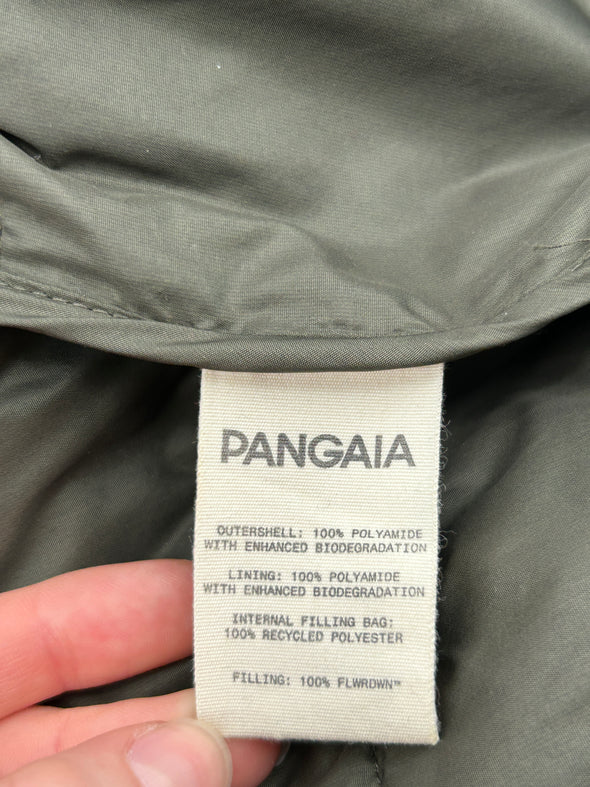 PANGAIA
OUTERSHELL: 100% POLYAMIDE
WITH ENHANCED BIODEGRADATION
LINING: 100% POLYAMIDE
WITH ENHANCED BIODEGRADATION
INTERNAL FILLING BAG:
100% RECYCLED POLYESTER
FILLING: 100% FLWRDWN™